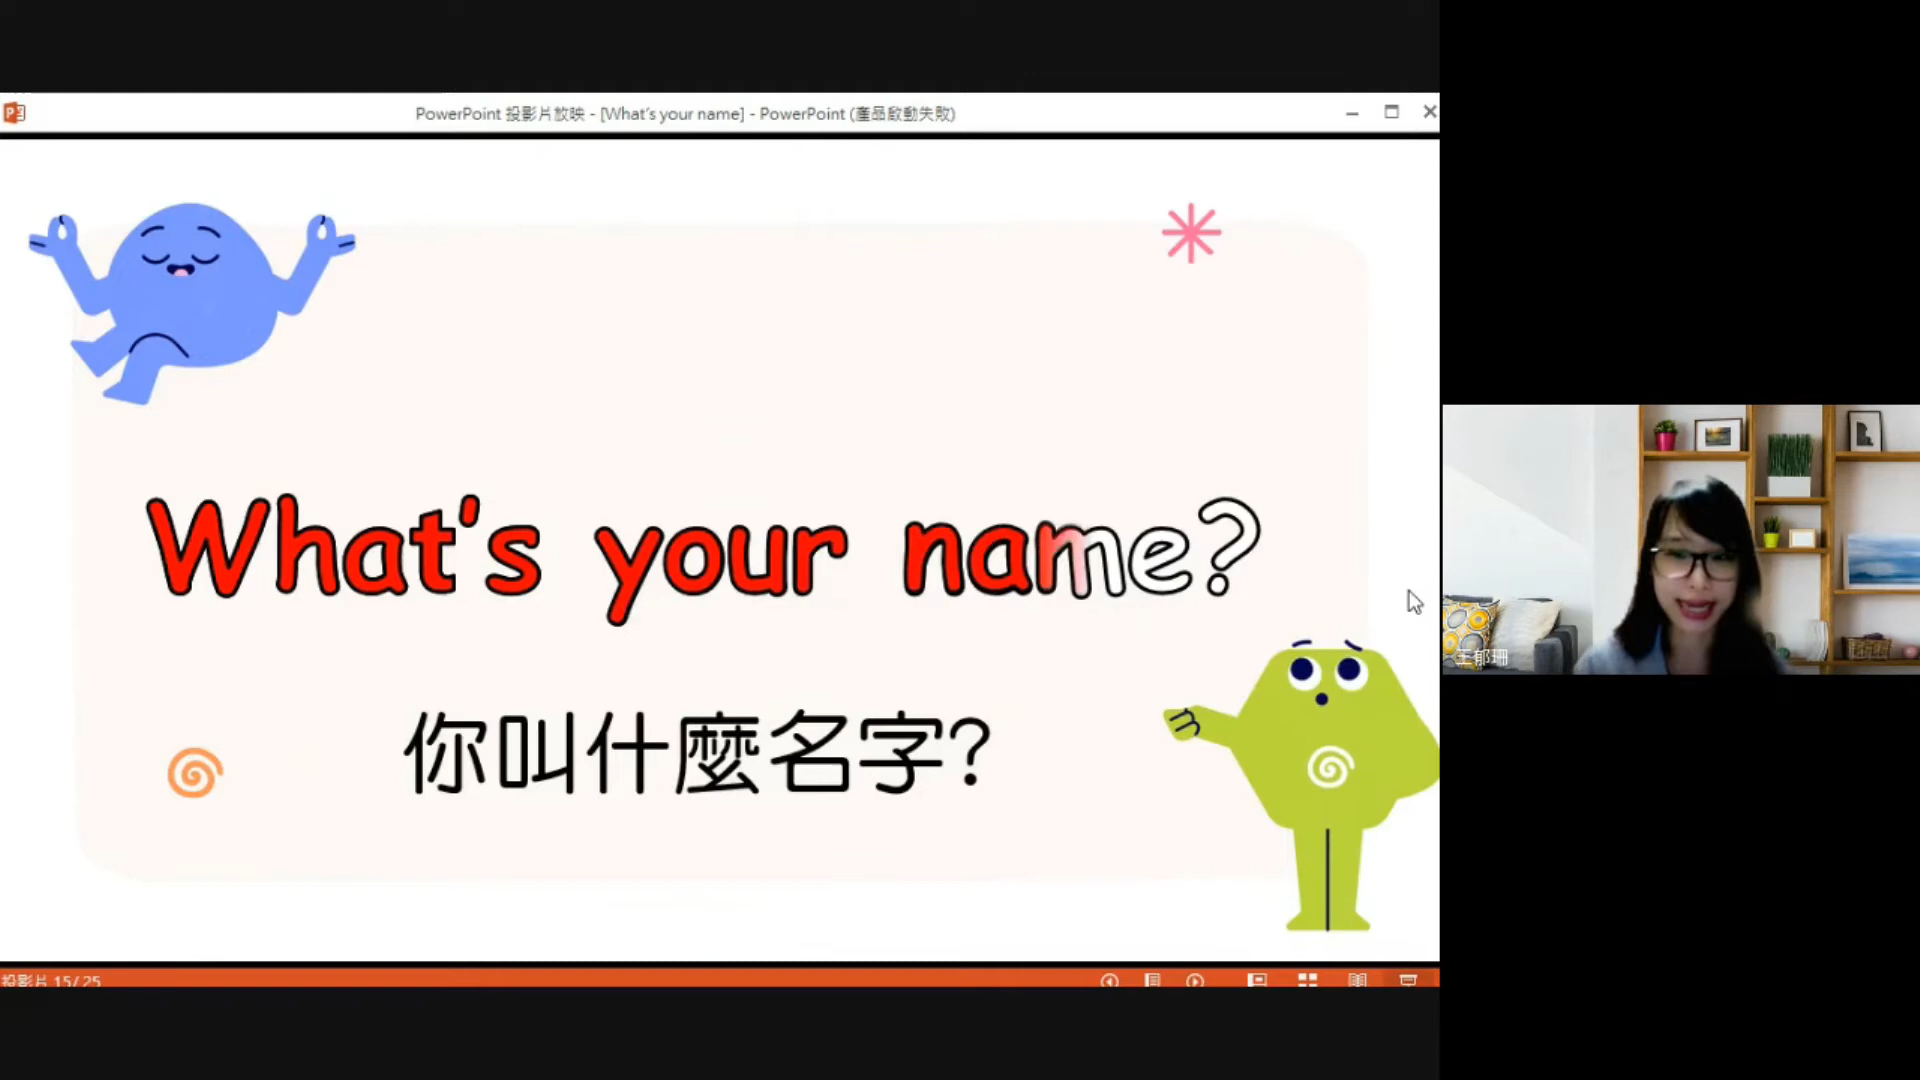 PowerPoint 投影片放映 - [What's your name] - PowerPoint (產品啟動失敗)
What's your name?
你叫什麼名字?
王郁珊
投影片 15/25